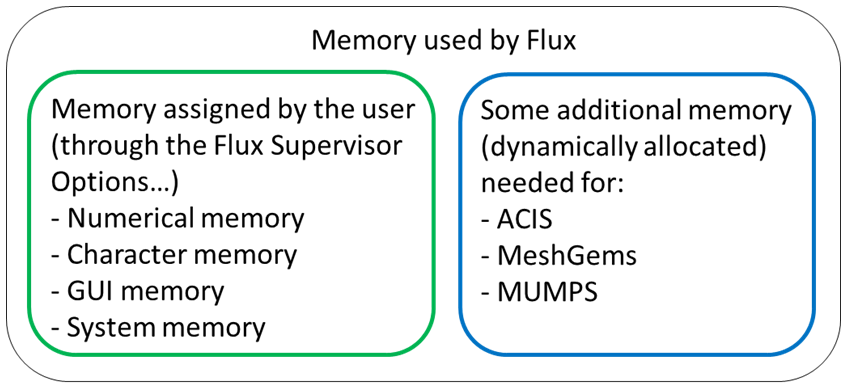 Memory used by Flux
Memory assigned by the user
(through the Flux Supervisor
Options…)
- Numerical memory
- Character memory
- GUI memory
- System memory
Some additional memory
(dynamically allocated)
needed for:
- ACIS
- MeshGems
- MUMPS